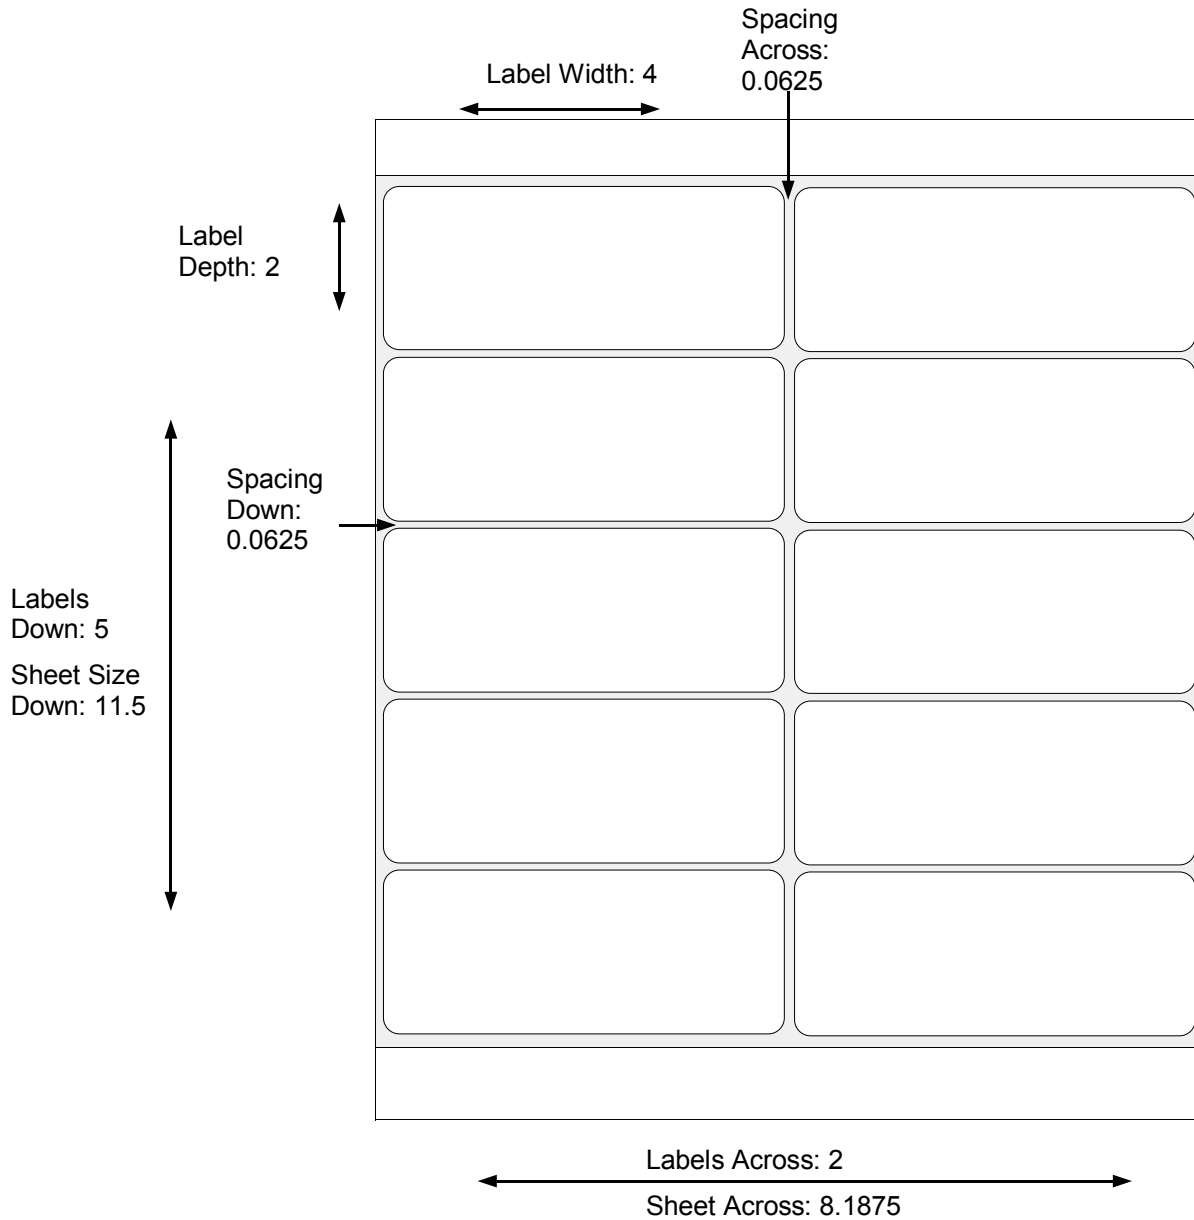 Spacing
Across:
0.0625
Label Width: 4
Label
Depth: 2
Spacing
Down:
0.0625
Labels
Down: 5
Sheet Size
Down: 11.5
Labels Across: 2
Sheet Across: 8.1875